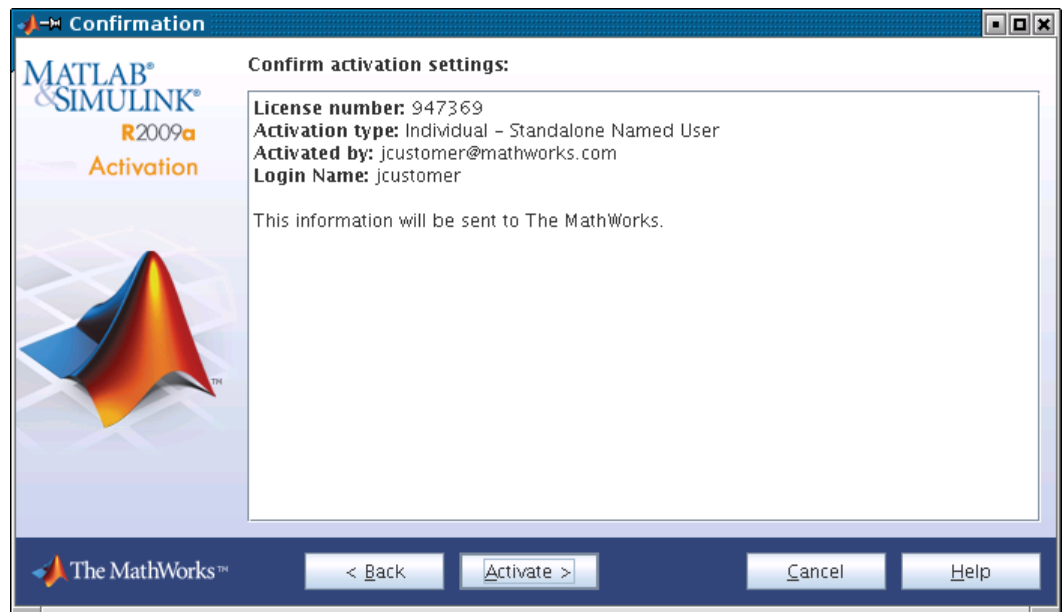 Confirmation
MATLAB®
&SIMULINK®
R2009a
Activation
TM
Confirm activation settings:
License number: 947369
Activation type: Individual – Standalone Named User
Activated by: jcustomer@mathworks.com
Login Name: jcustomer
This information will be sent to The MathWorks.
The MathWorks™
< Back
Activate >
Cancel
Help